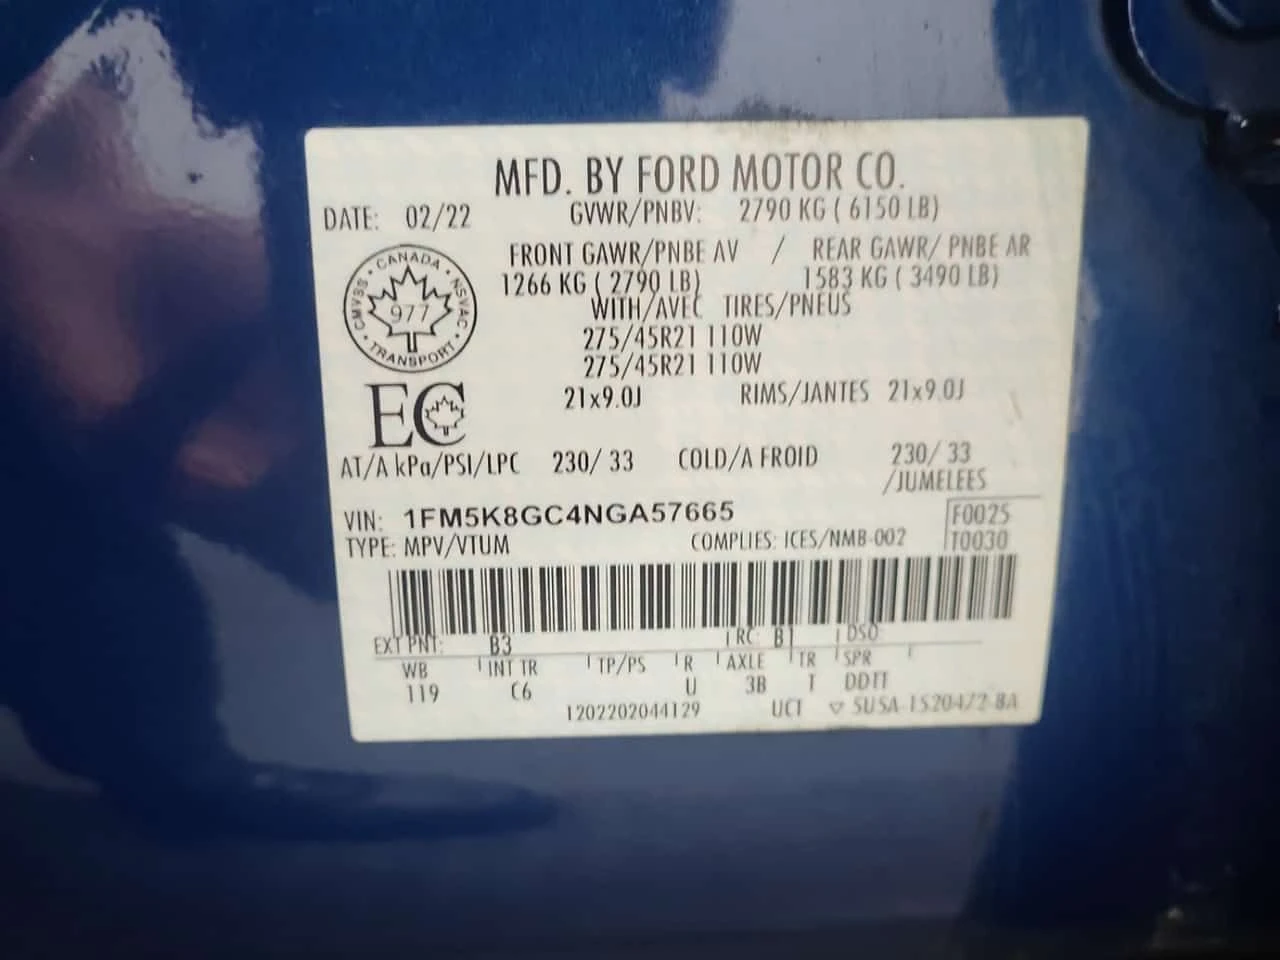 MFD. BY FORD MOTOR CO.
DATE: 02/22 GVWR/PNBV: 2790 KG ( 6150 LB)
FRONT GAWR/PNBE AV / REAR GAWR/ PNBE AR
1266 KG ( 2790 LB) 1583 KG ( 3490 LB)
WITH/AVEC TIRES/PNEUS
275/45R21 110W
275/45R21 110W
21x9.0J RIMS/JANTES 21x9.0J
CANADA
CMVSS NSVAC
977
TRANSPORT
EC
AT/A kPa/PSI/LPC 230/ 33 COLD/A FROID 230/ 33
/JUMELEES
VIN: 1FM5K8GC4NGA57665 F0025
TYPE: MPV/VTUM COMPLIES: ICES/NMB-002 T0030
EXT PNT: B3 RC: B1 DSO:
WB INT TR TP/PS R AXLE TR SPR
119 C6 U 3B T DDTT
1202202044129 UCT ▽ 5U5A-1520472-BA